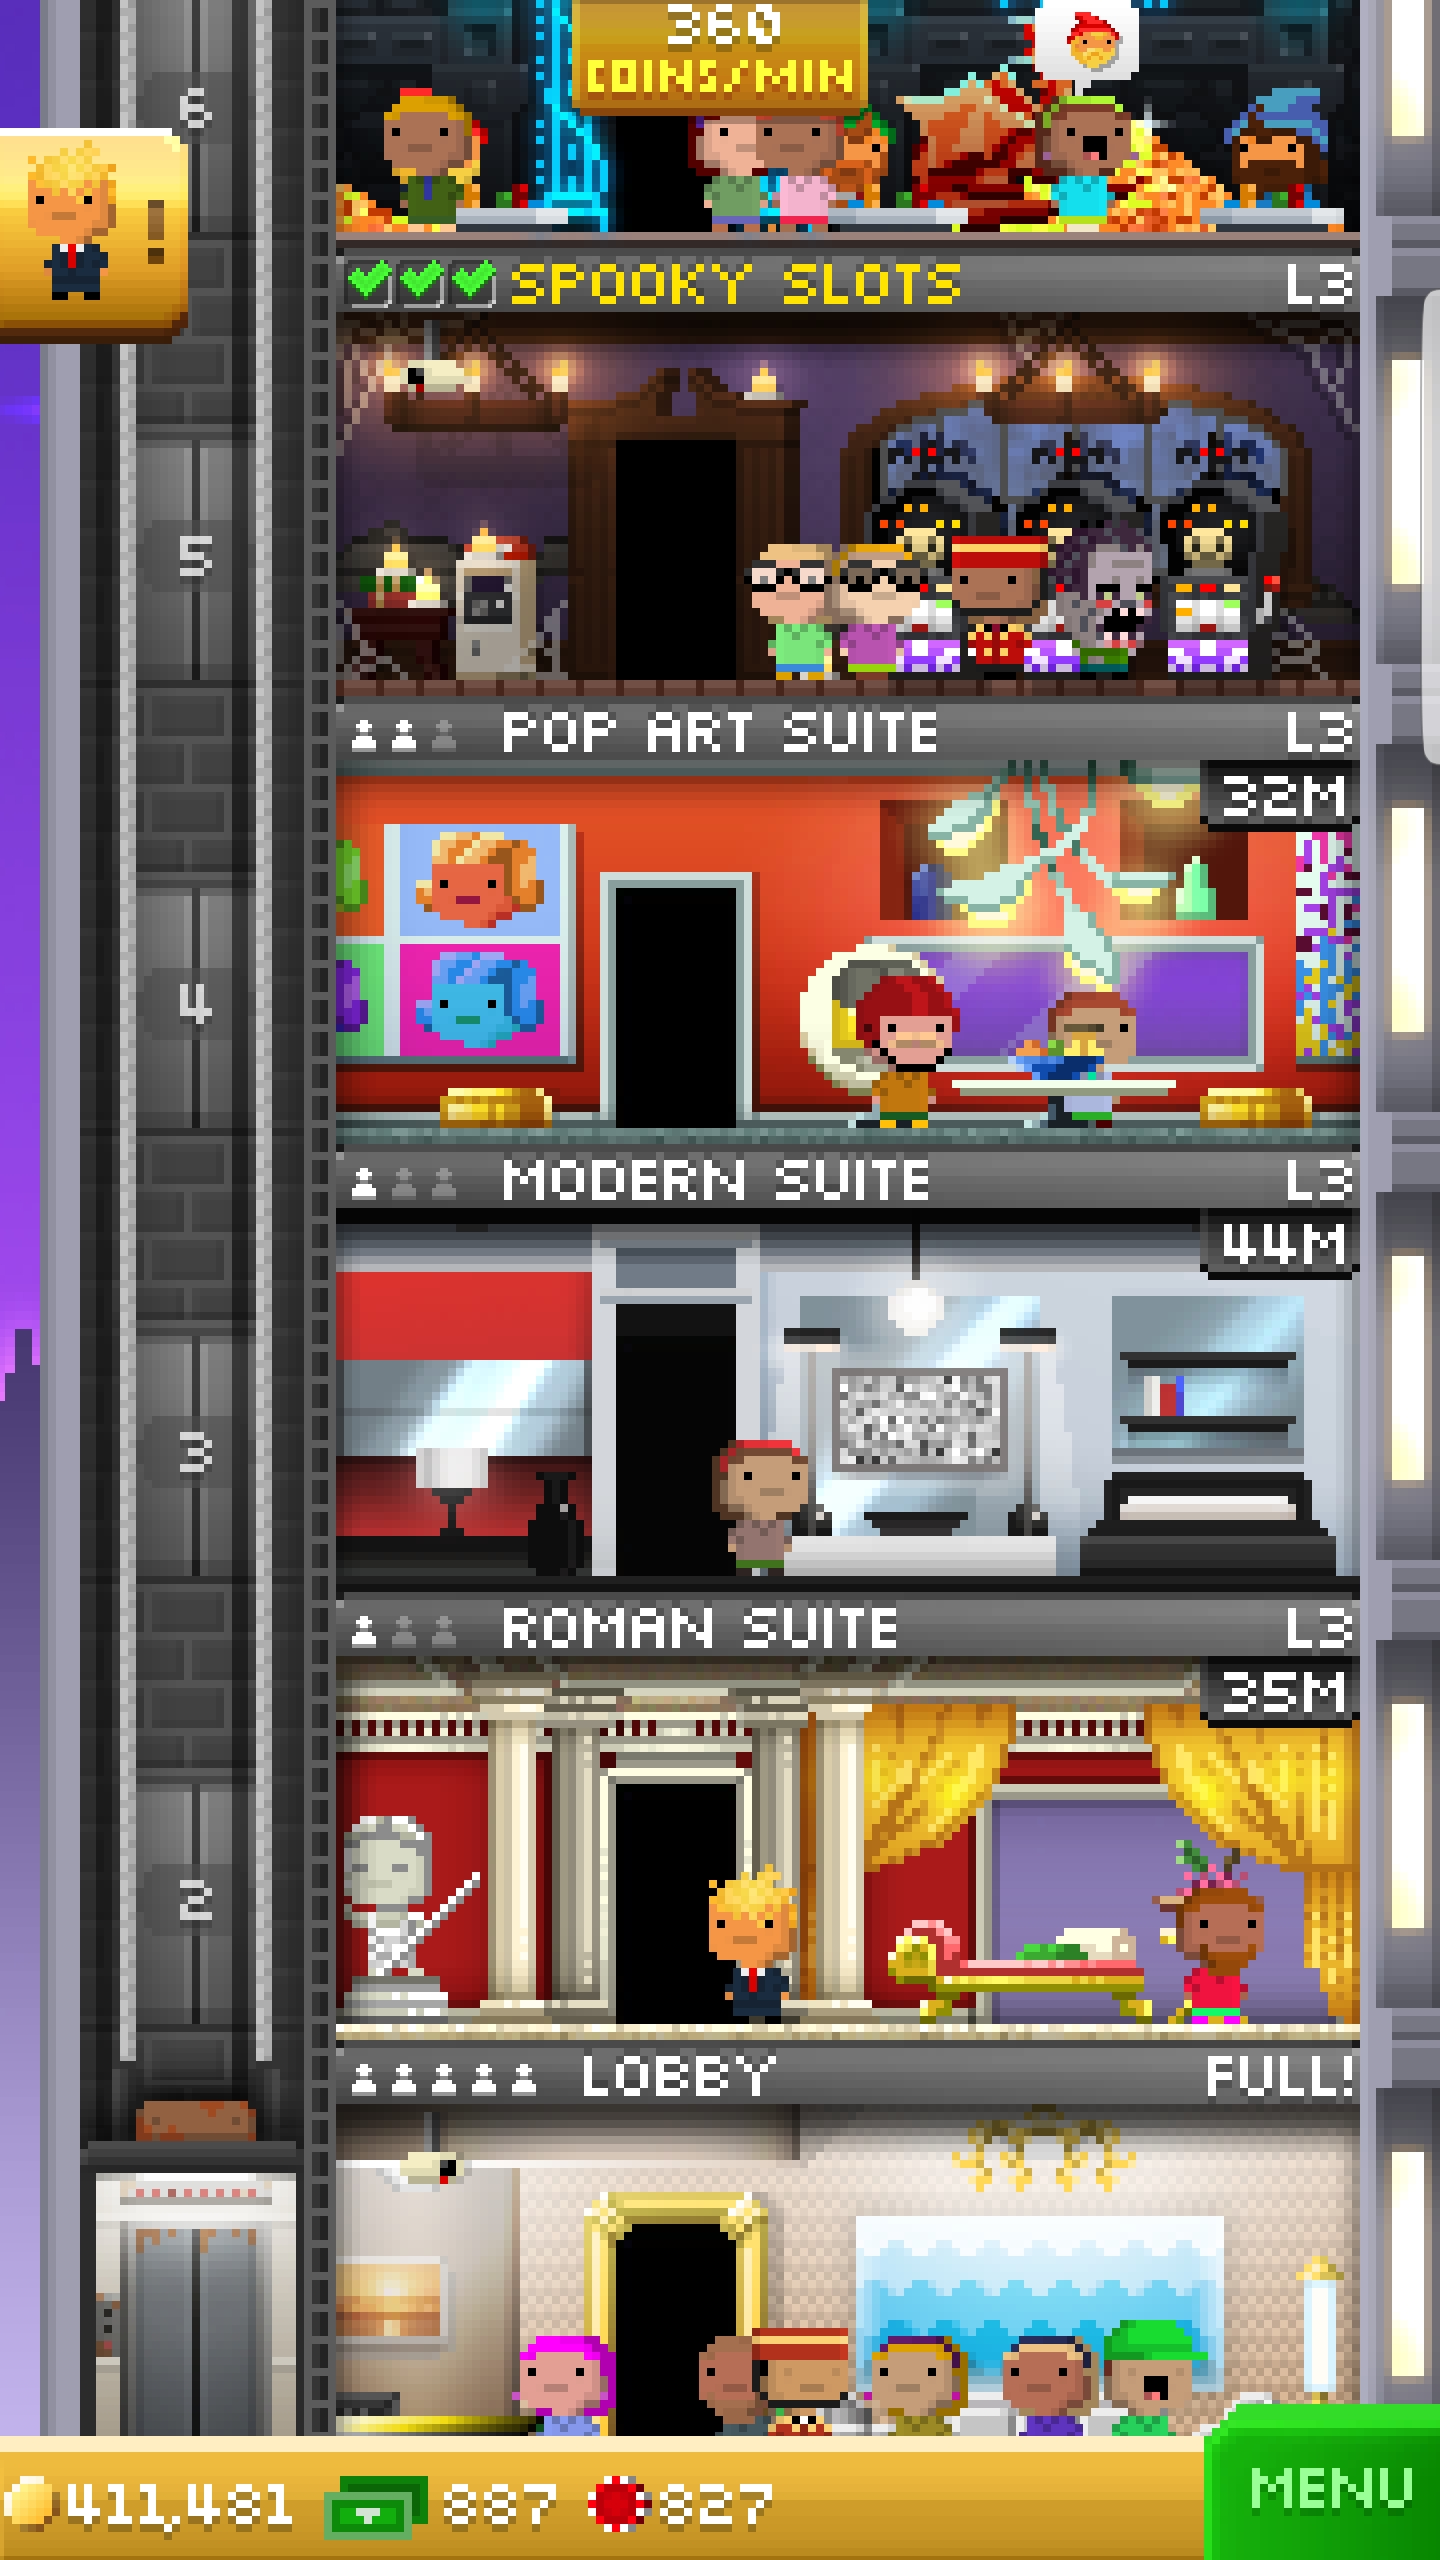 360
COINS/MIN
6
!
SPOOKY SLOTS L3
5
POP ART SUITE L3
32M
4
MODERN SUITE L3
44M
3
ROMAN SUITE L3
35M
2
LOBBY FULL!
411,481 887 827 MENU